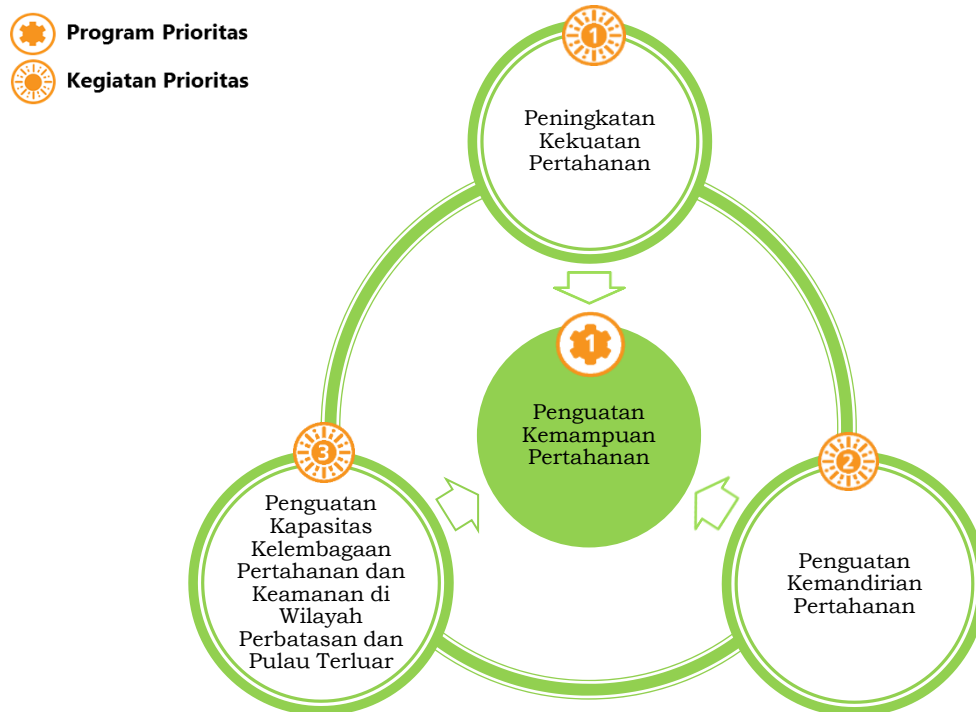 Program Prioritas
Kegiatan Prioritas
1
Peningkatan
Kekuatan
Pertahanan
1
Penguatan
Kemampuan
Pertahanan
3
Penguatan
Kapasitas
Kelembagaan
Pertahanan dan
Keamanan di
Wilayah
Perbatasan dan
Pulau Terluar
2
Penguatan
Kemandirian
Pertahanan